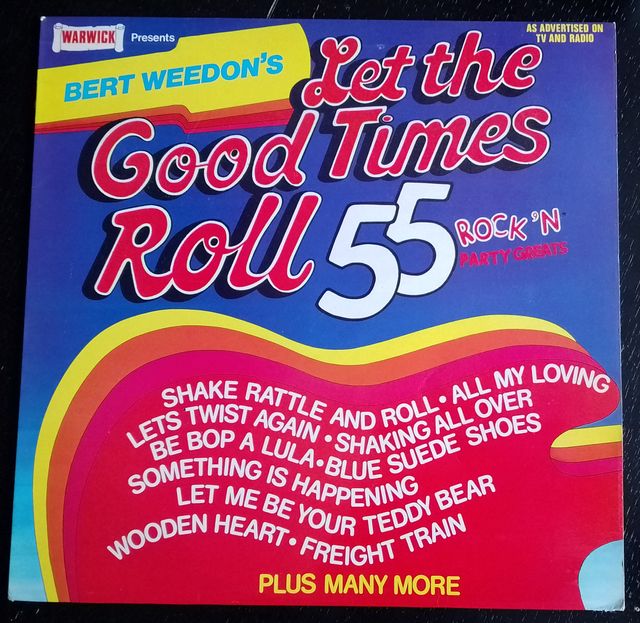 WARWICK Presents
AS ADVERTISED ON
TV AND RADIO
BERT WEEDON'S
Let the
Good Times
Roll 55
ROCK'N
PARTY GREATS
SHAKE RATTLE AND ROLL • ALL MY LOVING
LETS TWIST AGAIN • SHAKING ALL OVER
BE BOP A LULA • BLUE SUEDE SHOES
SOMETHING IS HAPPENING
LET ME BE YOUR TEDDY BEAR
WOODEN HEART • FREIGHT TRAIN
PLUS MANY MORE